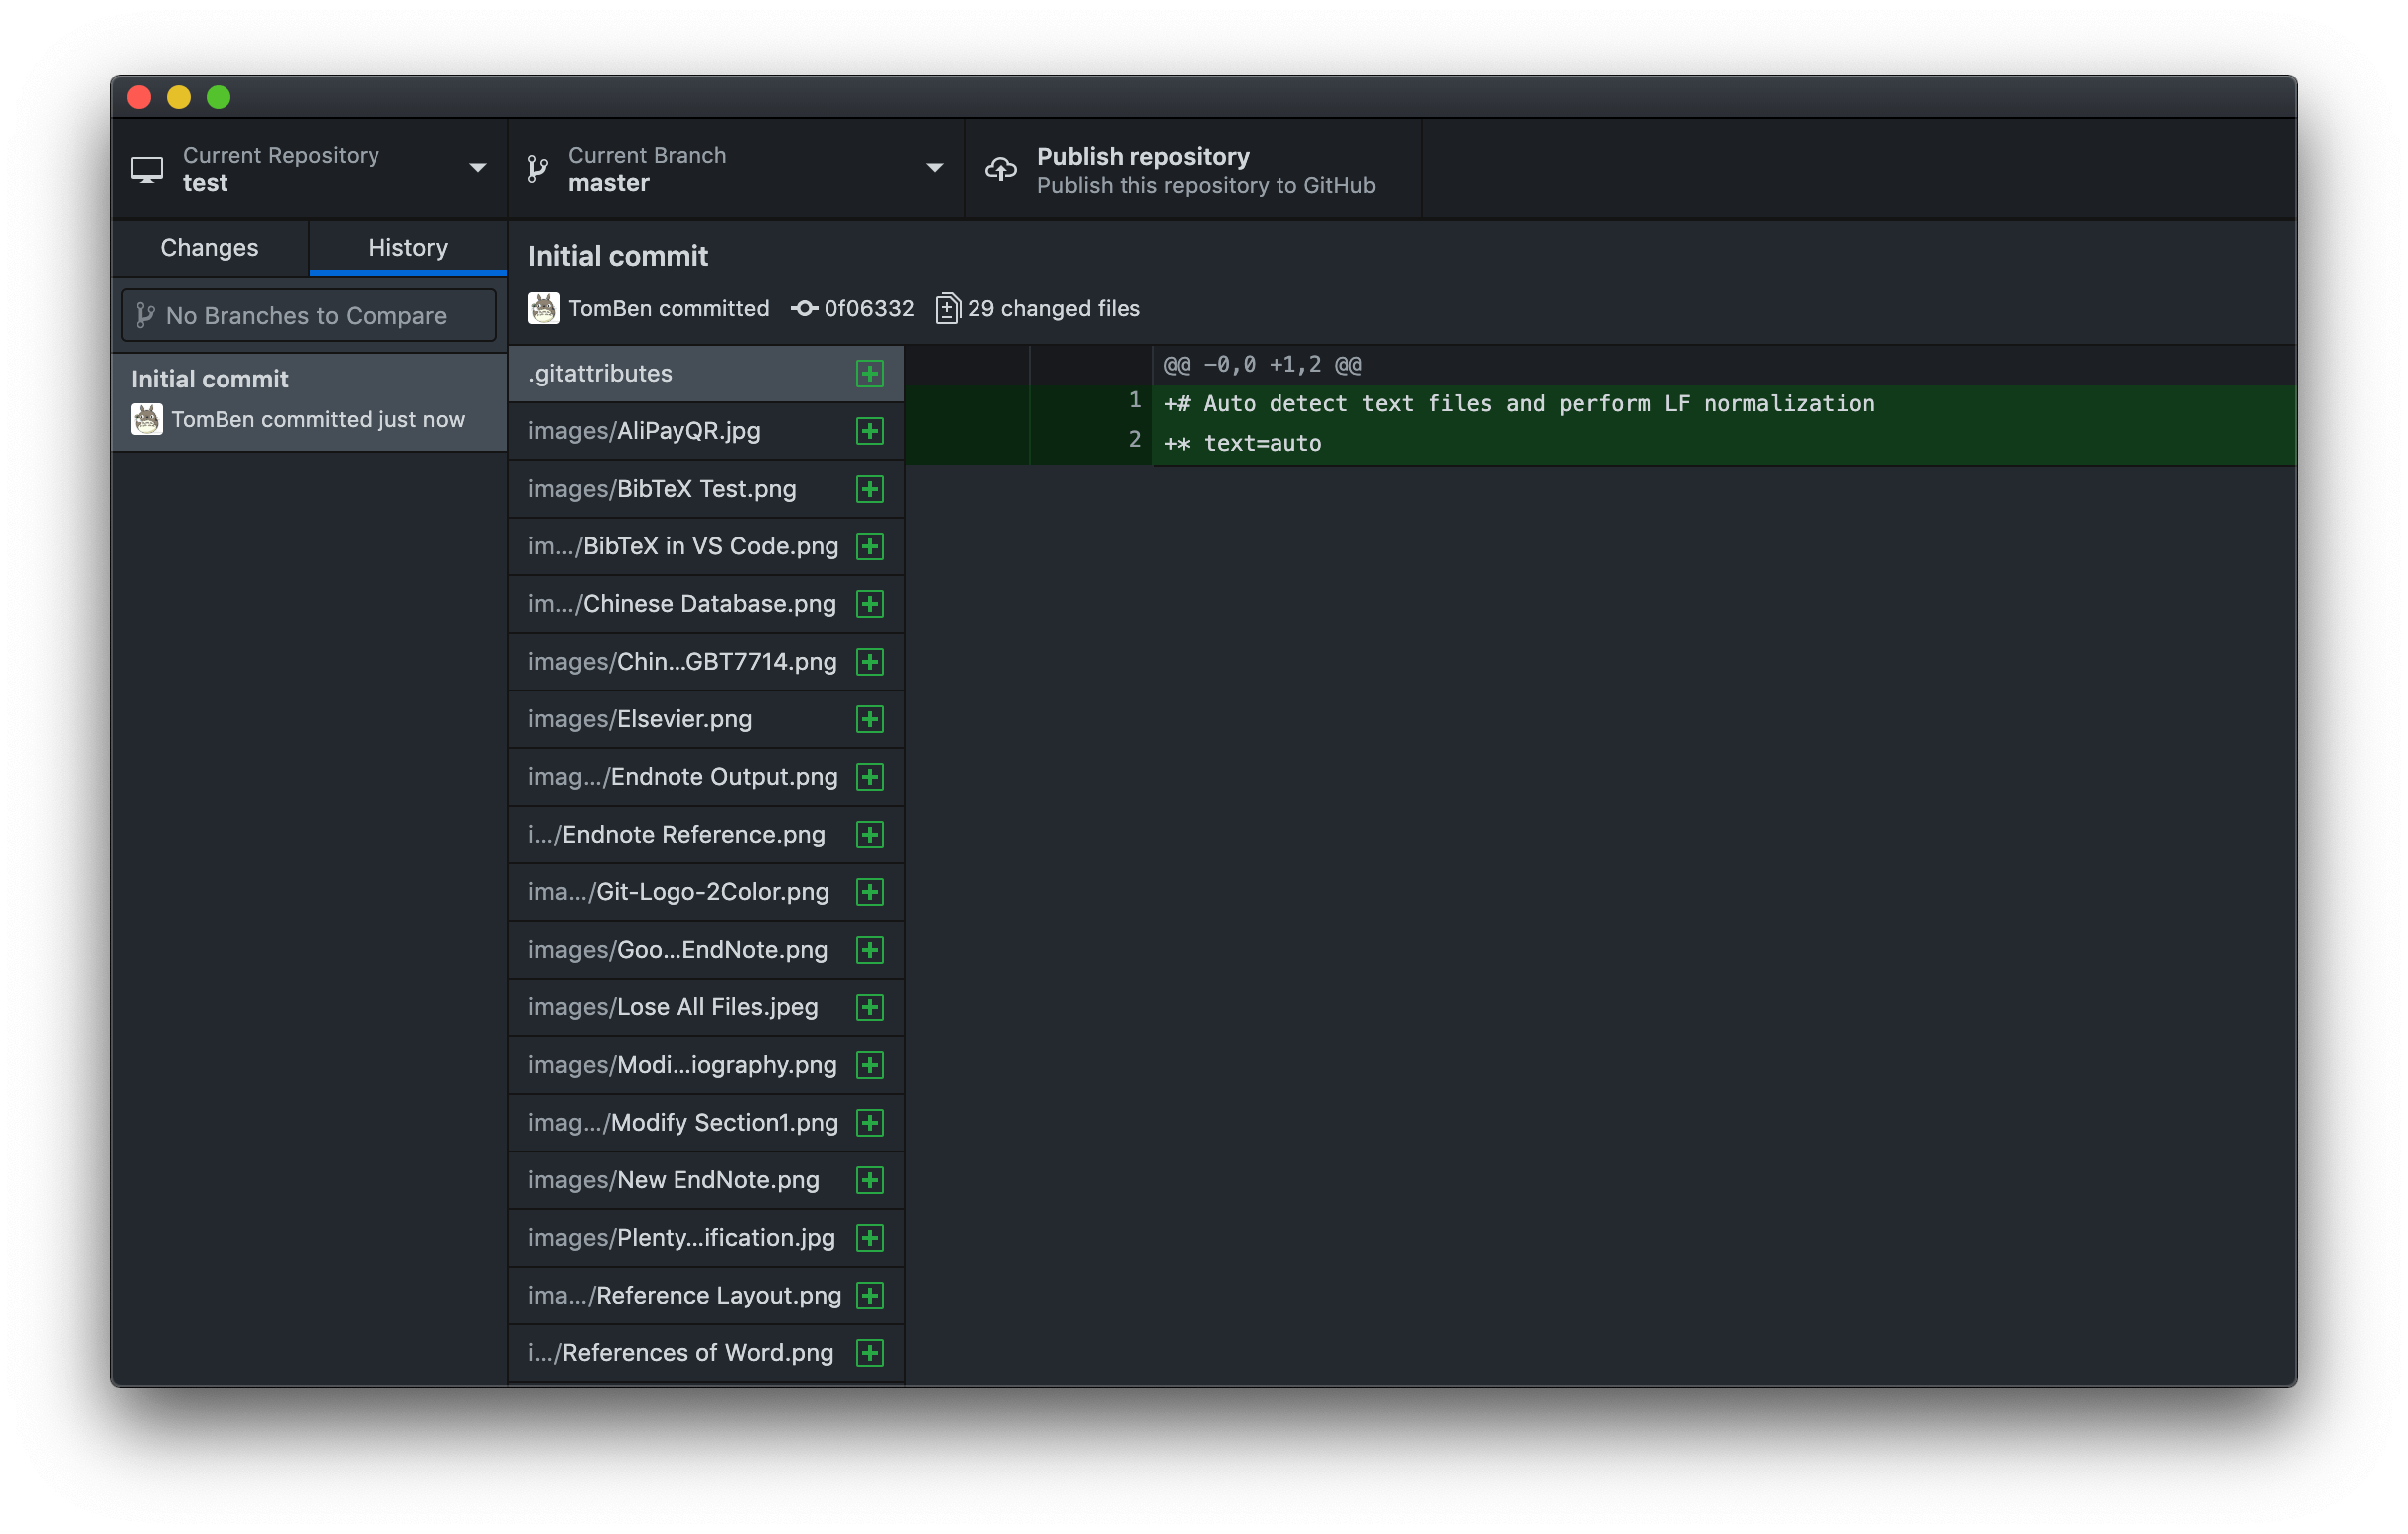 Current Repository
test
Current Branch
master
Publish repository
Publish this repository to GitHub
Changes
History
No Branches to Compare
Initial commit
TomBen committed just now
Initial commit
TomBen committed
0f06332
29 changed files
.gitattributes
images/AliPayQR.jpg
images/BibTeX Test.png
im.../BibTeX in VS Code.png
im.../Chinese Database.png
images/Chin...GBT7714.png
images/Elsevier.png
imag.../Endnote Output.png
i.../Endnote Reference.png
ima.../Git-Logo-2Color.png
images/Goo...EndNote.png
images/Lose All Files.jpeg
images/Modi...iography.png
imag.../Modify Section1.png
images/New EndNote.png
images/Plenty...ification.jpg
ima.../Reference Layout.png
i.../References of Word.png
@@ -0,0 +1,2 @@
1 +# Auto detect text files and perform LF normalization
2 +* text=auto